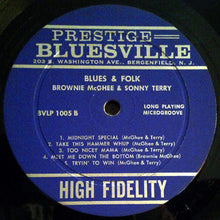 PRESTIGE
BLUESVILLE
203 S. WASHINGTON AVE., BERGENFIELD, N. J.
BLUES & FOLK
BROWNIE McGHEE & SONNY TERRY
BVLP 1005 B
LONG PLAYING
MICROGROOVE
1. MIDNIGHT SPECIAL (McGhee & Terry)
2. TAKE THIS HAMMER WHUP (McGhee & Terry)
3. TOO NICEY MAMA (McGhee & Terry)
4. MEET ME DOWN THE BOTTOM (Brownie McGhee)
5. TRYIN' TO WIN (McGhee & Terry)
HIGH FIDELITY